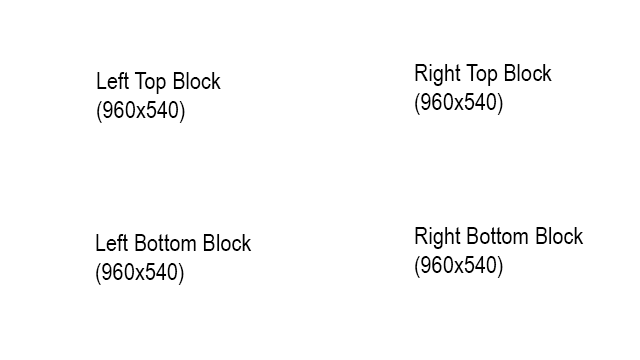 Left Top Block
(960x540)
Right Top Block
(960x540)
Left Bottom Block
(960x540)
Right Bottom Block
(960x540)